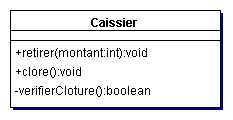 Caissier
+retirer(montant:int):void
+clore():void
-verifierCloture():boolean